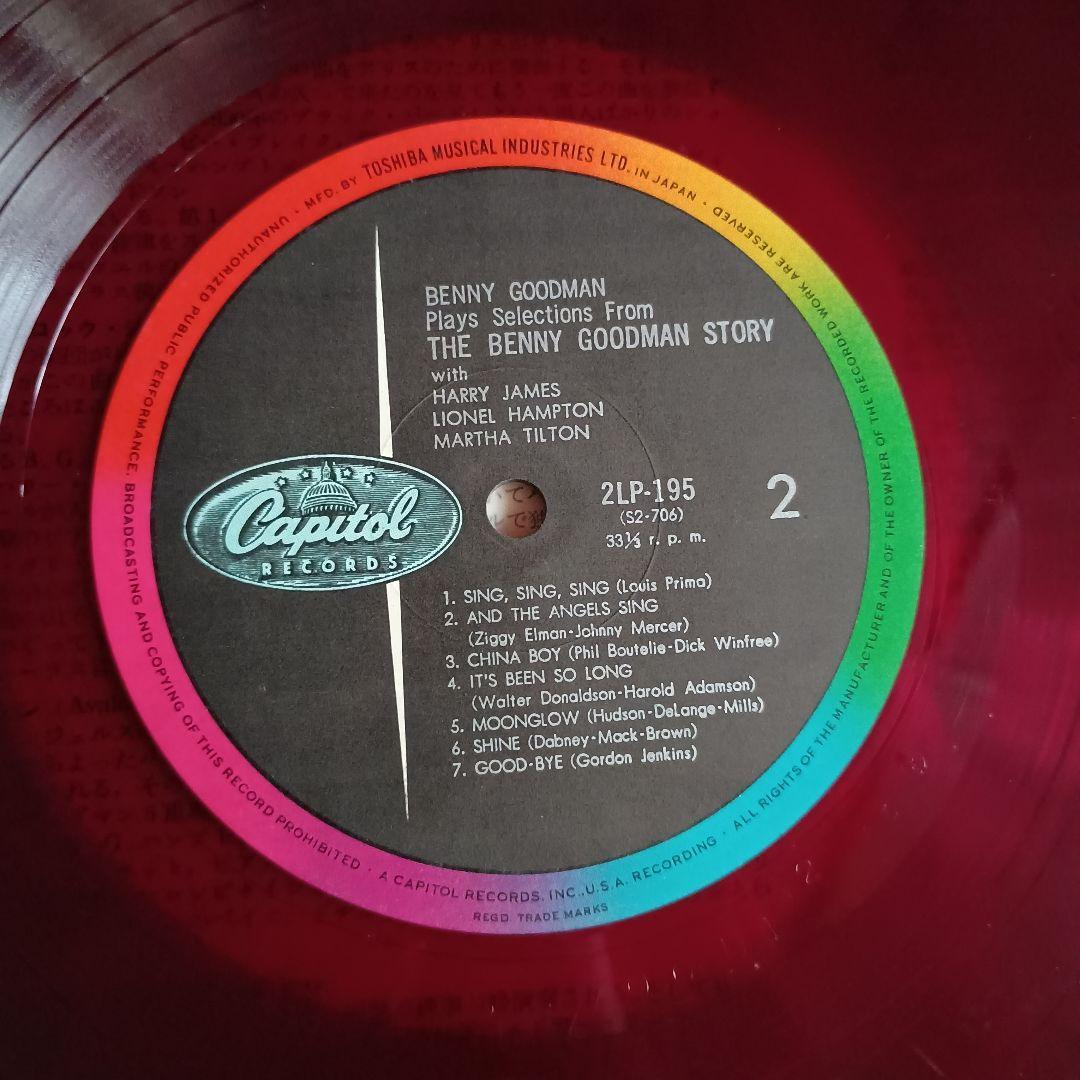 MFD. BY TOSHIBA MUSICAL INDUSTRIES LTD. IN JAPAN · ALL RIGHTS OF THE MANUFACTURER AND OF THE OWNER OF THE RECORDED WORK ARE RESERVED · UNAUTHORIZED PUBLIC PERFORMANCE, BROADCASTING AND COPYING OF THIS RECORD PROHIBITED · A CAPITOL RECORDS, INC., U.S.A. RECORDING ·
REGD. TRADE MARKS
BENNY GOODMAN
Plays Selections From
THE BENNY GOODMAN STORY
with
HARRY JAMES
LIONEL HAMPTON
MARTHA TILTON
Capitol
RECORDS
2LP-195
(S2-706)
33⅓ r. p. m.
2
1. SING, SING, SING (Louis Prima)
2. AND THE ANGELS SING
(Ziggy Elman-Johnny Mercer)
3. CHINA BOY (Phil Boutelie-Dick Winfree)
4. IT'S BEEN SO LONG
(Walter Donaldson-Harold Adamson)
5. MOONGLOW (Hudson-DeLange-Mills)
6. SHINE (Dabney-Mack-Brown)
7. GOOD-BYE (Gordon Jenkins)